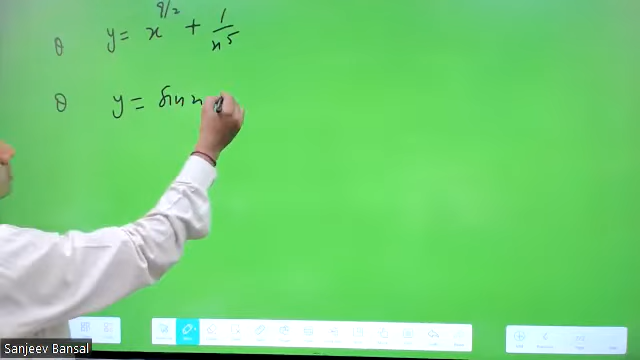 Q y = x^{9/2} + 1/x^5
Q y = sin x
Sanjeev Bansal